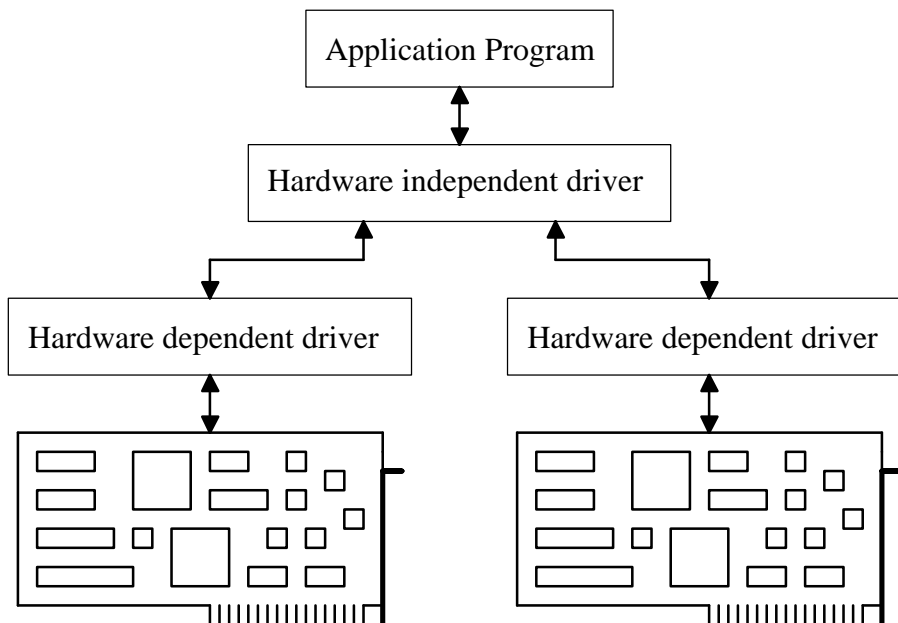 Application Program
Hardware independent driver
Hardware dependent driver
Hardware dependent driver